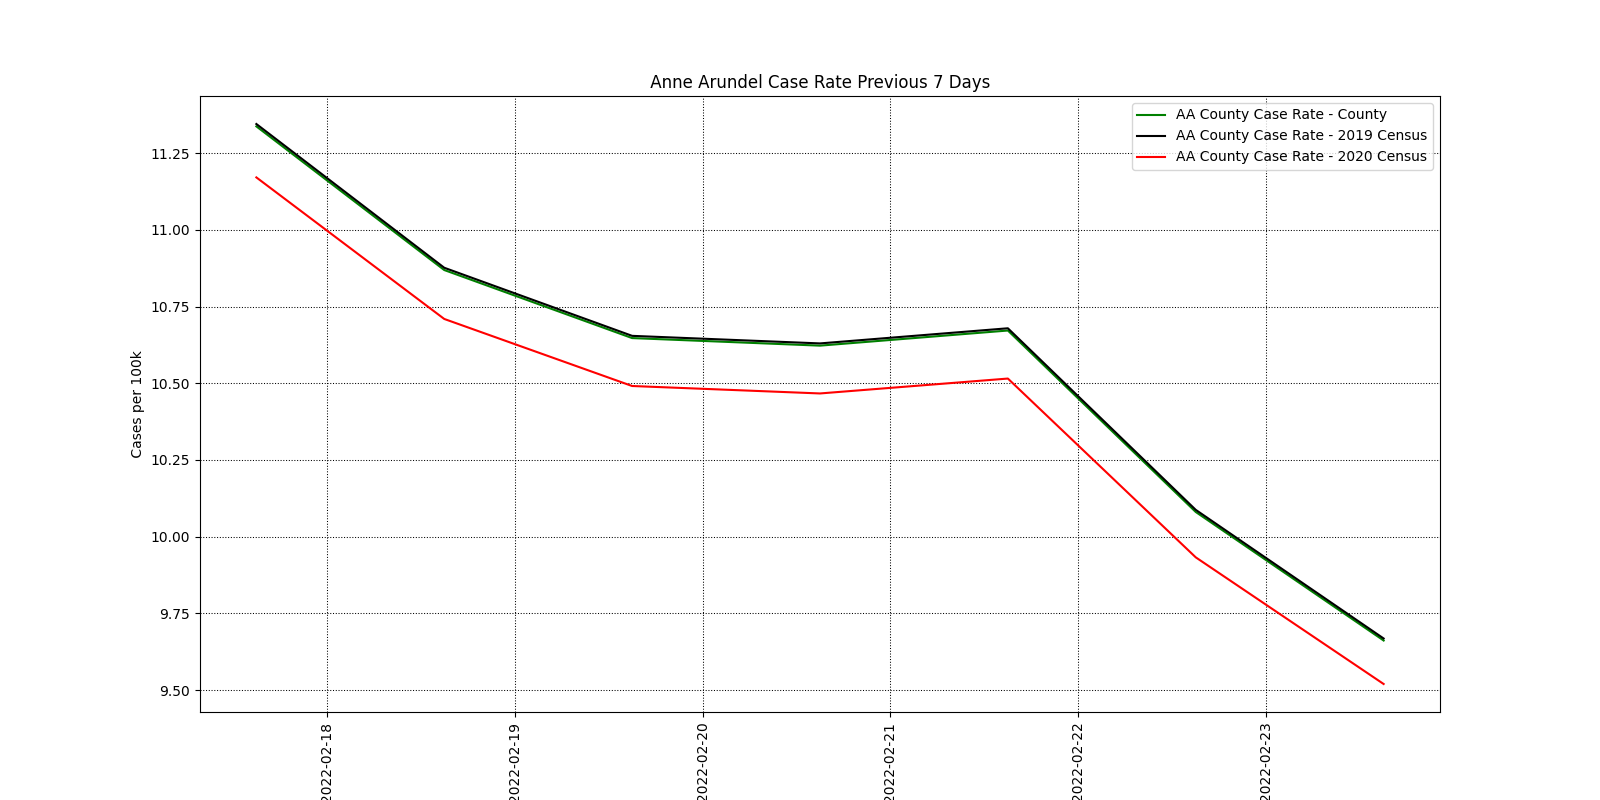 Anne Arundel Case Rate Previous 7 Days
AA County Case Rate - County
AA County Case Rate - 2019 Census
AA County Case Rate - 2020 Census
Cases per 100k
11.25
11.00
10.75
10.50
10.25
10.00
9.75
9.50
2022-02-18
2022-02-19
2022-02-20
2022-02-21
2022-02-22
2022-02-23